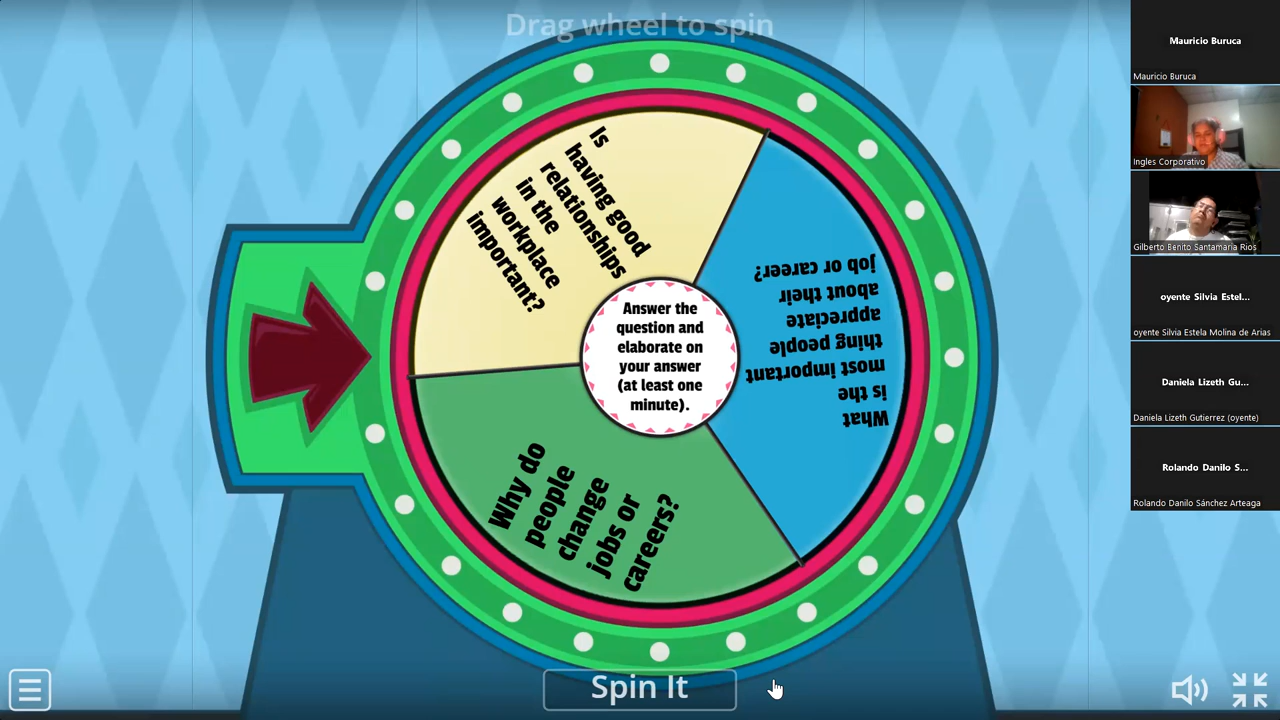 Drag wheel to spin
Is
having good
relationships
in the
workplace
important?
What
is the
most important
thing people
appreciate
about their
job or career?
Why do
people
change
jobs or
careers?
Answer the
question and
elaborate on
your answer
(at least one
minute).
Spin It
Mauricio Buruca
Mauricio Buruca
Ingles Corporativo
Gilberto Benito Santamaria Rios
oyente Silvia Estel...
oyente Silvia Estela Molina de Arias
Daniela Lizeth Gu...
Daniela Lizeth Gutierrez (oyente)
Rolando Danilo S...
Rolando Danilo Sánchez Arteaga